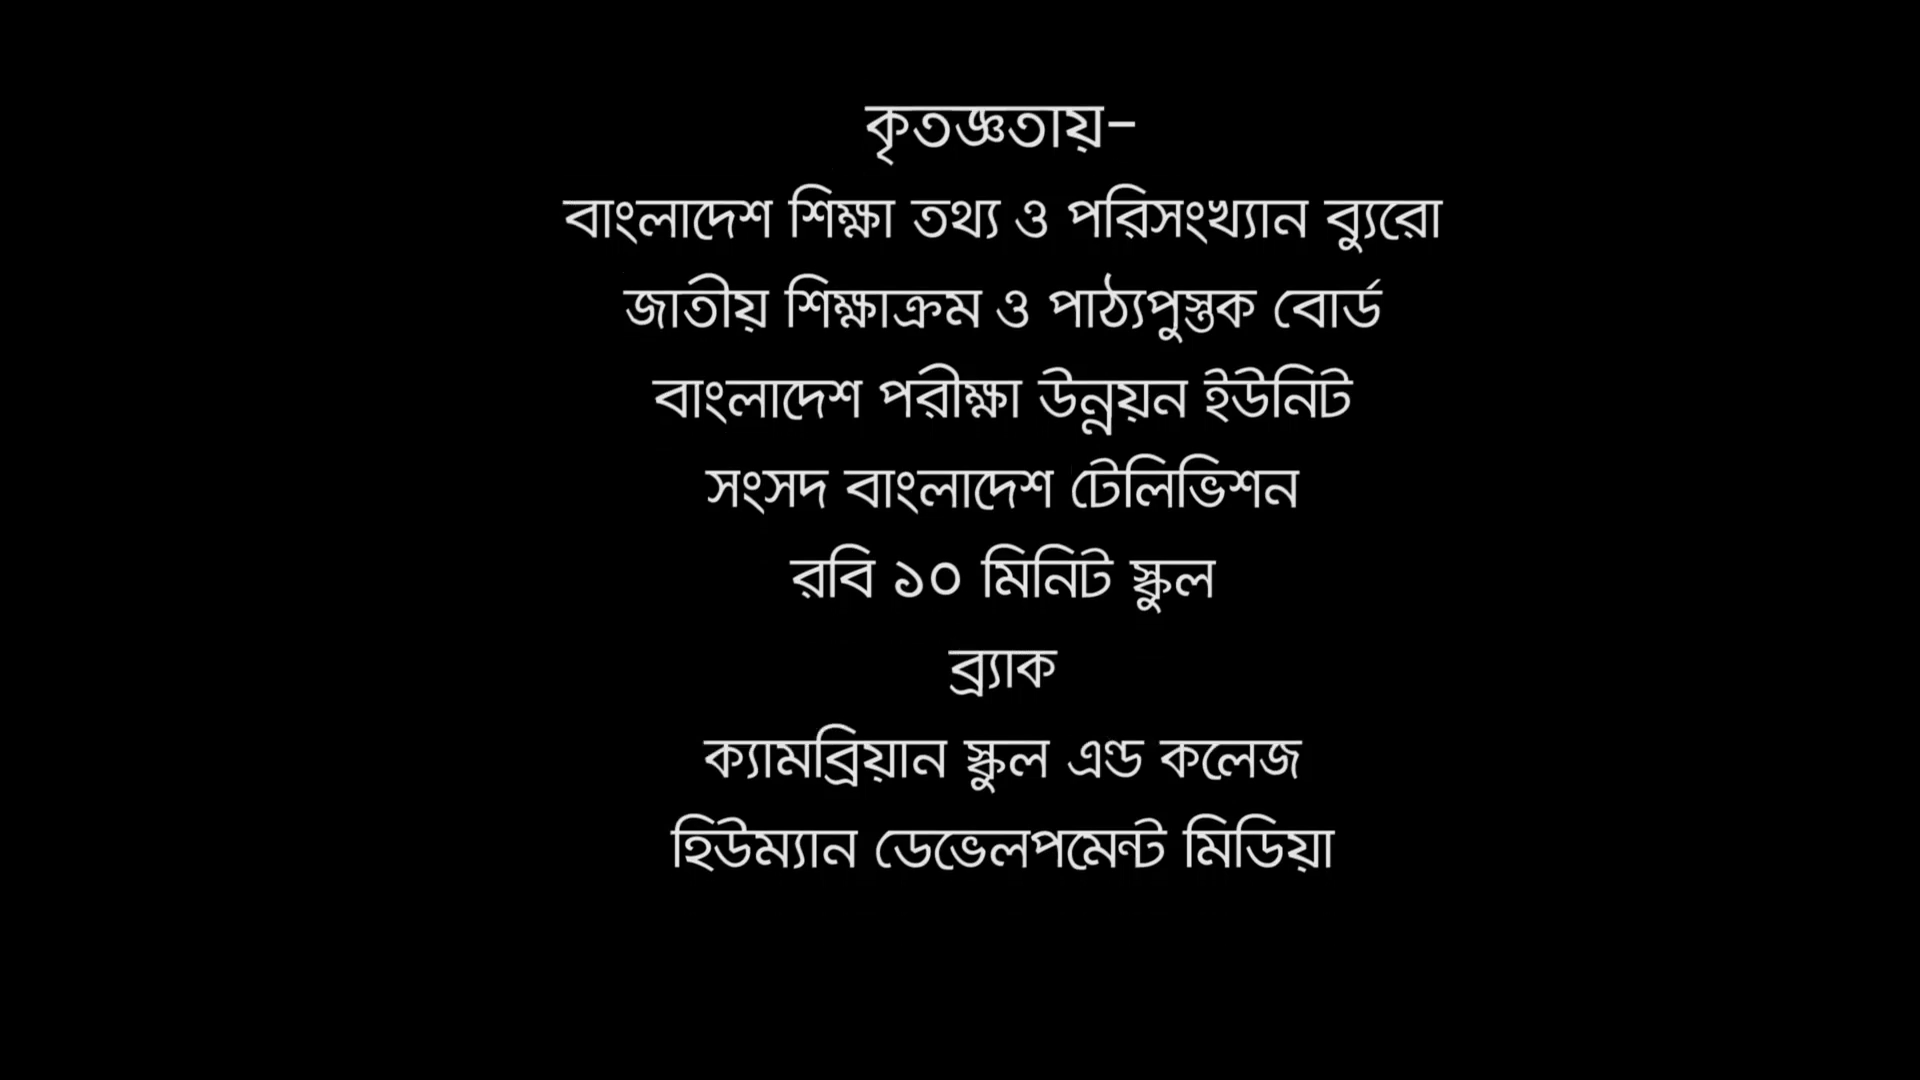 কৃতজ্ঞতায়-
বাংলাদেশ শিক্ষা তথ্য ও পরিসংখ্যান ব্যুরো
জাতীয় শিক্ষাক্রম ও পাঠ্যপুস্তক বোর্ড
বাংলাদেশ পরীক্ষা উন্নয়ন ইউনিট
সংসদ বাংলাদেশ টেলিভিশন
রবি ১০ মিনিট স্কুল
ব্র্যাক
ক্যামব্রিয়ান স্কুল এণ্ড কলেজ
হিউম্যান ডেভেলপমেন্ট মিডিয়া